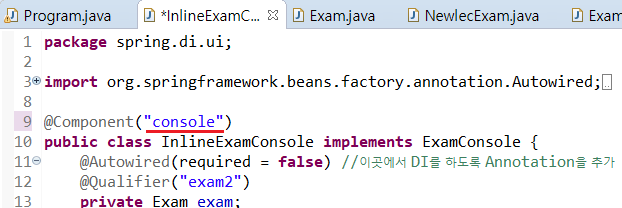 Program.java *InlineExamC... Exam.java NewlecExam.java Exam
1 package spring.di.ui;
2
3 import org.springframework.beans.factory.annotation.Autowired;
8
9 @Component("console")
10 public class InlineExamConsole implements ExamConsole {
11 @Autowired(required = false) //이곳에서 DI를 하도록 Annotation을 추가
12 @Qualifier("exam2")
13 private Exam exam;